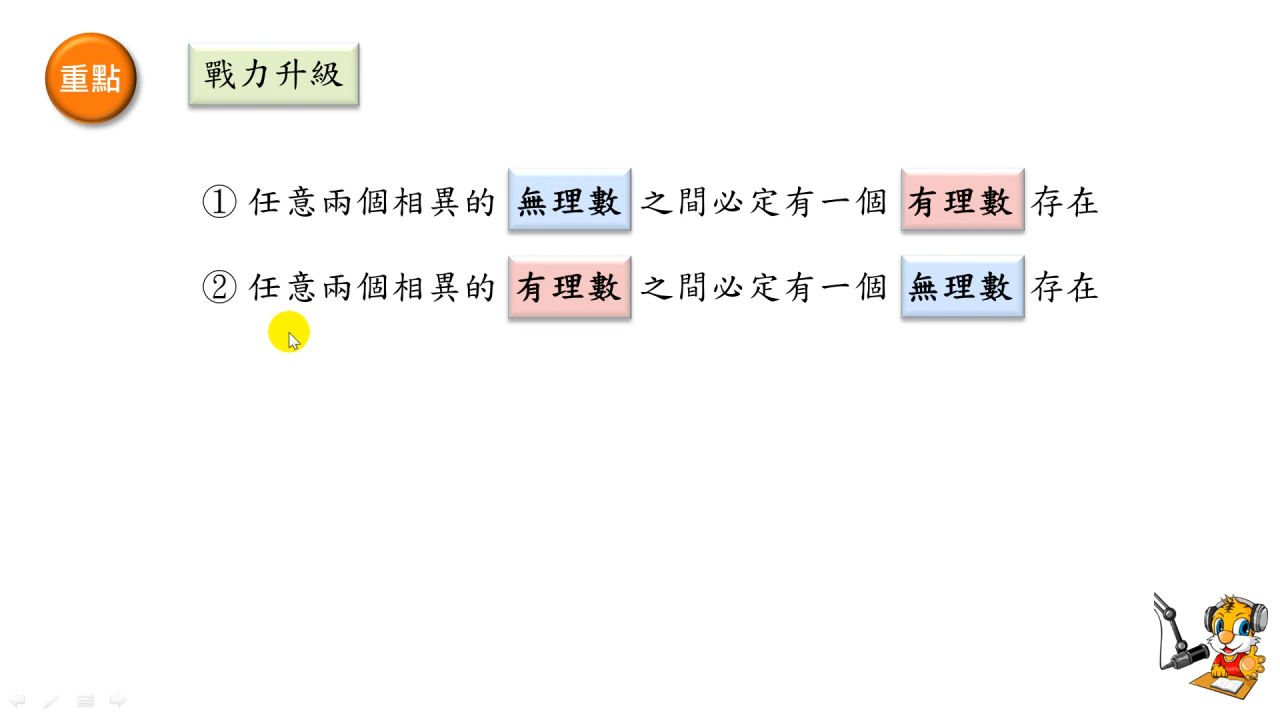 重點
戰力升級
① 任意兩個相異的 無理數 之間必定有一個 有理數 存在
② 任意兩個相異的 有理數 之間必定有一個 無理數 存在